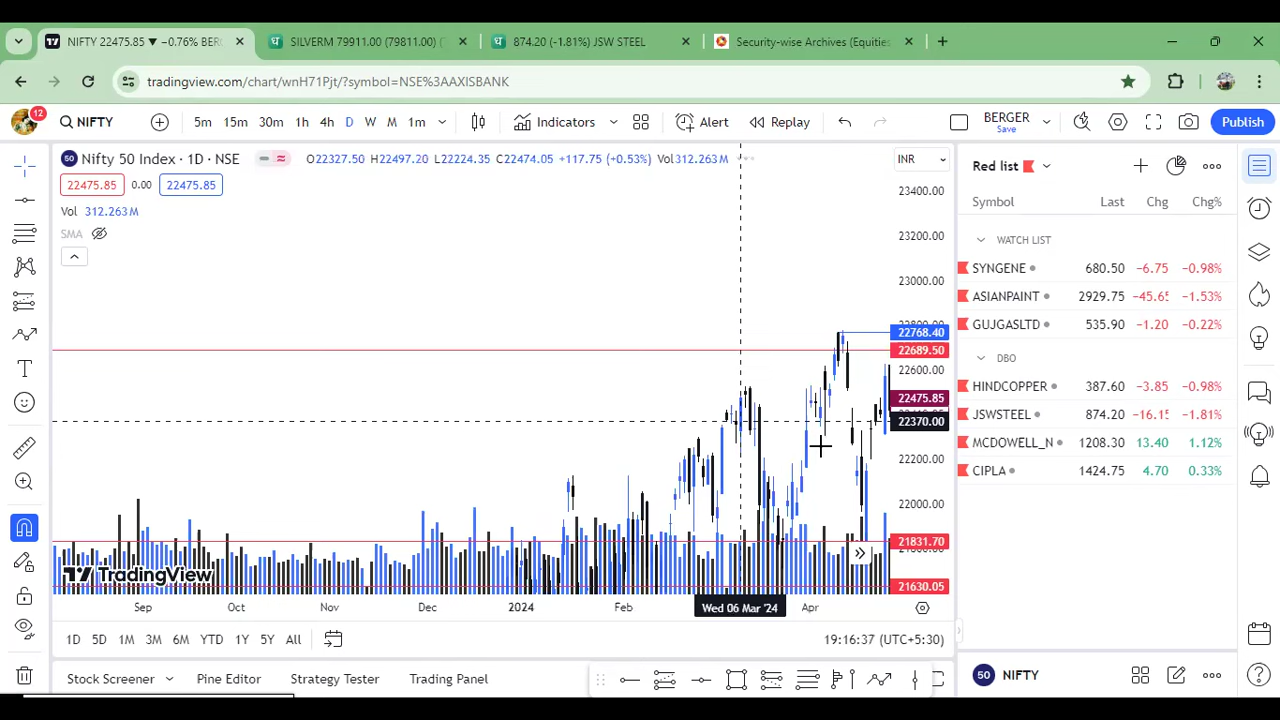 NIFTY 22475.85 ▼ −0.76% BER
SILVERM 79911.00 (79811.00) (
874.20 (-1.81%) JSW STEEL
Security-wise Archives (Equities
tradingview.com/chart/wnH71Pjt/?symbol=NSE%3AAXISBANK
12
NIFTY
5m 15m 30m 1h 4h D W M 1m
Indicators
Alert
Replay
BERGER
Save
Publish
50 Nifty 50 Index · 1D · NSE O22327.50 H22497.20 L22224.35 C22474.05 +117.75 (+0.53%) Vol312.263M
INR
22475.85 0.00 22475.85
Vol 312.263M
SMA
23400.00
23200.00
23000.00
22768.40
22689.50
22600.00
22475.85
22370.00
22200.00
22000.00
21831.70
21630.05
TradingView
Sep Oct Nov Dec 2024 Feb Wed 06 Mar '24 Apr
1D 5D 1M 3M 6M YTD 1Y 5Y All
19:16:37 (UTC+5:30)
Stock Screener Pine Editor Strategy Tester Trading Panel
Red list
Symbol Last Chg Chg%
WATCH LIST
SYNGENE 680.50 −6.75 −0.98%
ASIANPAINT 2929.75 −45.65 −1.53%
GUJGASLTD 535.90 −1.20 −0.22%
DBO
HINDCOPPER 387.60 −3.85 −0.98%
JSWSTEEL 874.20 −16.15 −1.81%
MCDOWELL_N 1208.30 13.40 1.12%
CIPLA 1424.75 4.70 0.33%
50 NIFTY